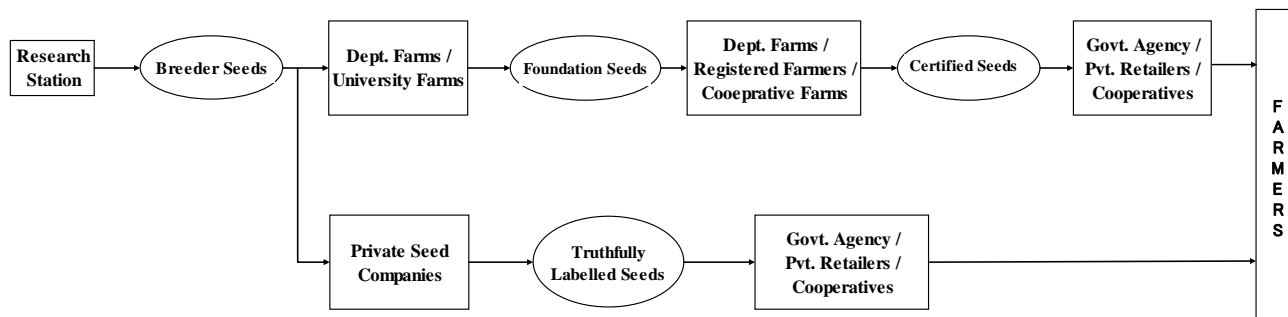 Research
Station
Breeder Seeds
Dept. Farms /
University Farms
Foundation Seeds
Dept. Farms /
Registered Farmers /
Cooeprative Farms
Certified Seeds
Govt. Agency /
Pvt. Retailers /
Cooperatives
Private Seed
Companies
Truthfully
Labelled Seeds
Govt. Agency /
Pvt. Retailers /
Cooperatives
F
A
R
M
E
R
S